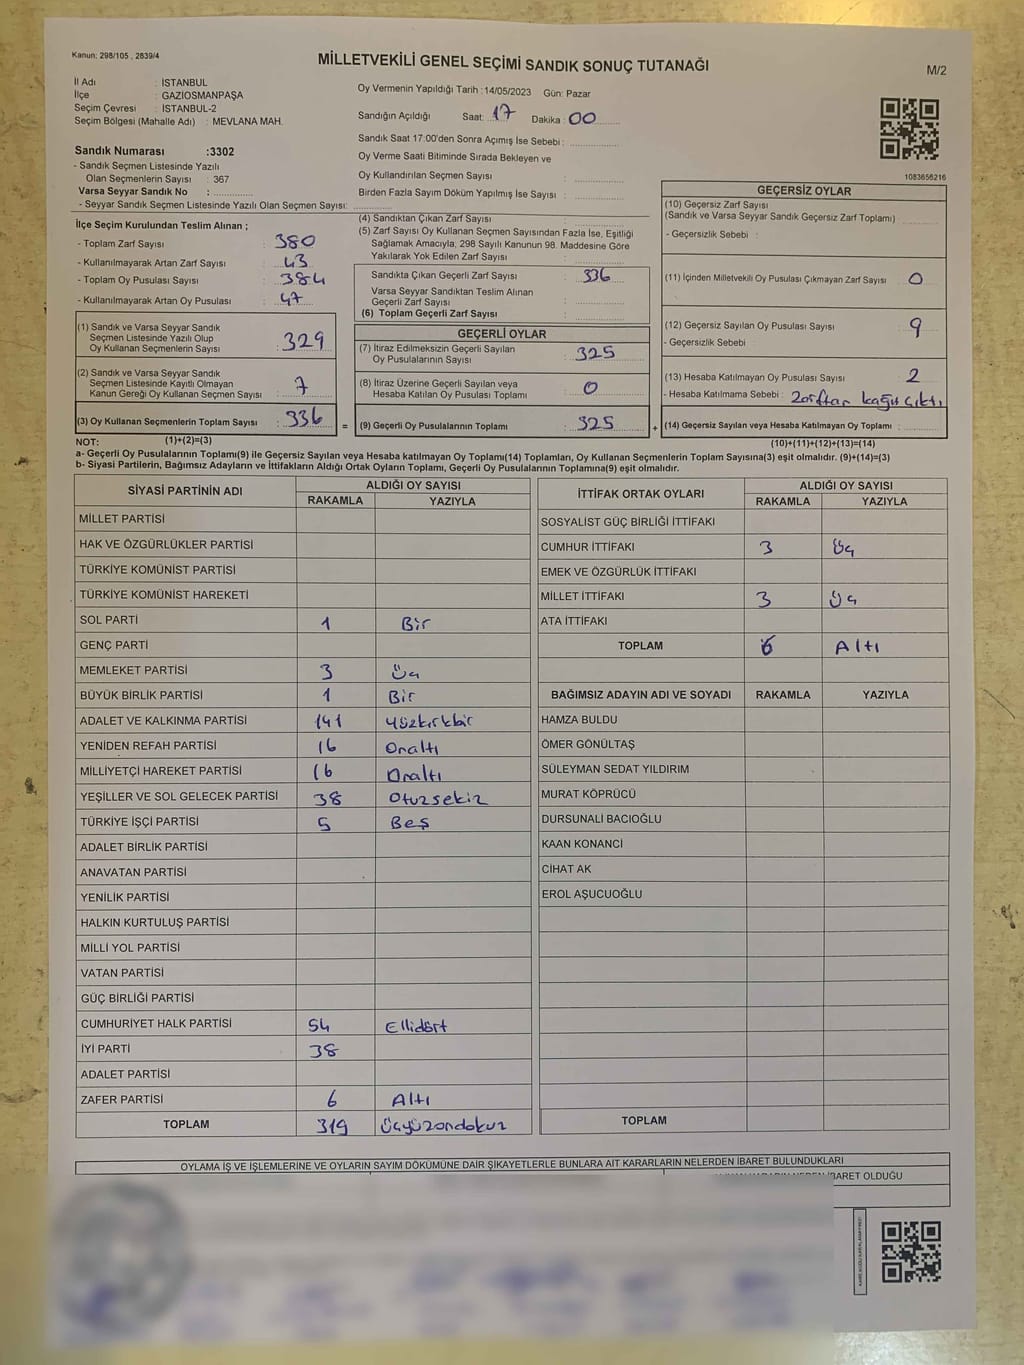 Kanun: 298/105 , 2839/4
MİLLETVEKİLİ GENEL SEÇİMİ SANDIK SONUÇ TUTANAĞI
M/2
İl Adı : İSTANBUL
İlçe : GAZİOSMANPAŞA
Seçim Çevresi : İSTANBUL-2
Seçim Bölgesi (Mahalle Adı) : MEVLANA MAH.
Oy Vermenin Yapıldığı Tarih :14/05/2023 Gün: Pazar
Sandığın Açıldığı Saat: 17 Dakika : 00
Sandık Saat 17:00'den Sonra Açımış İse Sebebi :
Oy Verme Saati Bitiminde Sırada Bekleyen ve
Oy Kullandırılan Seçmen Sayısı :
Birden Fazla Sayım Döküm Yapılmış İse Sayısı :
1083656216
Sandık Numarası :3302
- Sandık Seçmen Listesinde Yazılı
Olan Seçmenlerin Sayısı : 367
Varsa Seyyar Sandık No :
- Seyyar Sandık Seçmen Listesinde Yazılı Olan Seçmen Sayısı:
İlçe Seçim Kurulundan Teslim Alınan ;
- Toplam Zarf Sayısı : 380
- Kullanılmayarak Artan Zarf Sayısı : 43
- Toplam Oy Pusulası Sayısı : 384
- Kullanılmayarak Artan Oy Pusulası : 47
(4) Sandıktan Çıkan Zarf Sayısı :
(5) Zarf Sayısı Oy Kullanan Seçmen Sayısından Fazla İse, Eşitliği
Sağlamak Amacıyla, 298 Sayılı Kanunun 98. Maddesine Göre
Yakılarak Yok Edilen Zarf Sayısı :
Sandıkta Çıkan Geçerli Zarf Sayısı : 336
Varsa Seyyar Sandıktan Teslim Alınan
Geçerli Zarf Sayısı :
(6) Toplam Geçerli Zarf Sayısı :
GEÇERSİZ OYLAR
(10) Geçersiz Zarf Sayısı
(Sandık ve Varsa Seyyar Sandık Geçersiz Zarf Toplamı) :
- Geçersizlik Sebebi :
(11) İçinden Milletvekili Oy Pusulası Çıkmayan Zarf Sayısı : 0
(12) Geçersiz Sayılan Oy Pusulası Sayısı : 9
- Geçersizlik Sebebi :
(13) Hesaba Katılmayan Oy Pusulası Sayısı : 2
- Hesaba Katılmama Sebebi : Zarftan kağıt çıktı
(14) Geçersiz Sayılan veya Hesaba Katılmayan Oy Toplamı :
(1) Sandık ve Varsa Seyyar Sandık
Seçmen Listesinde Yazılı Olup
Oy Kullanan Seçmenlerin Sayısı : 329
(2) Sandık ve Varsa Seyyar Sandık
Seçmen Listesinde Kayıtlı Olmayan
Kanun Gereği Oy Kullanan Seçmen Sayısı : 7
(3) Oy Kullanan Seçmenlerin Toplam Sayısı : 336
GEÇERLİ OYLAR
(7) İtiraz Edilmeksizin Geçerli Sayılan
Oy Pusulalarının Sayısı : 325
(8) İtiraz Üzerine Geçerli Sayılan veya
Hesaba Katılan Oy Pusulası Toplamı : 0
= (9) Geçerli Oy Pusulalarının Toplamı : 325 +
NOT: (1)+(2)=(3)
(10)+(11)+(12)+(13)=(14)
a- Geçerli Oy Pusulalarının Toplamı(9) ile Geçersiz Sayılan veya Hesaba katılmayan Oy Toplamı(14) Toplamları, Oy Kullanan Seçmenlerin Toplam Sayısına(3) eşit olmalıdır. (9)+(14)=(3)
b- Siyasi Partilerin, Bağımsız Adayların ve İttifakların Aldığı Ortak Oyların Toplamı, Geçerli Oy Pusulalarının Toplamına(9) eşit olmalıdır.
SİYASİ PARTİNİN ADI
ALDIĞI OY SAYISI
RAKAMLA YAZIYLA
MİLLET PARTİSİ
HAK VE ÖZGÜRLÜKLER PARTİSİ
TÜRKİYE KOMÜNİST PARTİSİ
TÜRKİYE KOMÜNİST HAREKETİ
SOL PARTİ 1 Bir
GENÇ PARTİ
MEMLEKET PARTİSİ 3 Üç
BÜYÜK BİRLİK PARTİSİ 1 Bir
ADALET VE KALKINMA PARTİSİ 141 Yüzkırkbir
YENİDEN REFAH PARTİSİ 16 Onaltı
MİLLİYETÇİ HAREKET PARTİSİ 16 Onaltı
YEŞİLLER VE SOL GELECEK PARTİSİ 38 Otuzsekiz
TÜRKİYE İŞÇİ PARTİSİ 5 Beş
ADALET BİRLİK PARTİSİ
ANAVATAN PARTİSİ
YENİLİK PARTİSİ
HALKIN KURTULUŞ PARTİSİ
MİLLİ YOL PARTİSİ
VATAN PARTİSİ
GÜÇ BİRLİĞİ PARTİSİ
CUMHURİYET HALK PARTİSİ 54 Ellidört
İYİ PARTİ 38
ADALET PARTİSİ
ZAFER PARTİSİ 6 Altı
TOPLAM 319 Üçyüzondokuz
İTTİFAK ORTAK OYLARI
ALDIĞI OY SAYISI
RAKAMLA YAZIYLA
SOSYALİST GÜÇ BİRLİĞİ İTTİFAKI
CUMHUR İTTİFAKI 3 Üç
EMEK VE ÖZGÜRLÜK İTTİFAKI
MİLLET İTTİFAKI 3 Üç
ATA İTTİFAKI
TOPLAM 6 Altı
BAĞIMSIZ ADAYIN ADI VE SOYADI RAKAMLA YAZIYLA
HAMZA BULDU
ÖMER GÖNÜLTAŞ
SÜLEYMAN SEDAT YILDIRIM
MURAT KÖPRÜCÜ
DURSUNALİ BACIOĞLU
KAAN KONANCİ
CİHAT AK
EROL AŞUCUOĞLU
TOPLAM
OYLAMA İŞ VE İŞLEMLERİNE VE OYLARIN SAYIM DÖKÜMÜNE DAİR ŞİKAYETLERLE BUNLARA AİT KARARLARIN NELERDEN İBARET BULUNDUKLARI
İBARET OLDUĞU